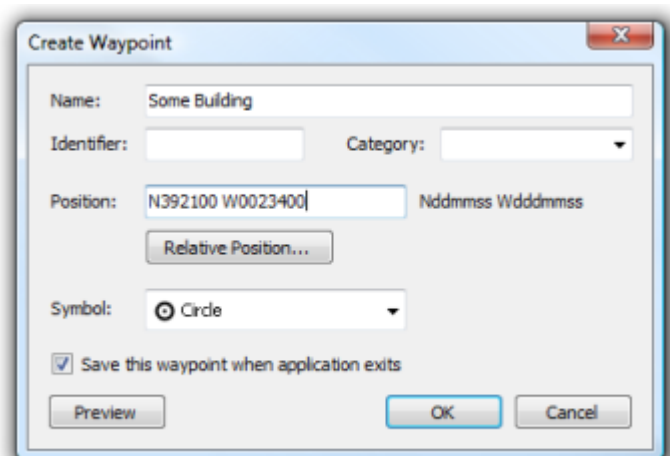 Create Waypoint
Name: Some Building
Identifier: Category:
Position: N392100 W0023400 Nddmmss Wdddmmss
Relative Position...
Symbol: Circle
Save this waypoint when application exits
Preview OK Cancel